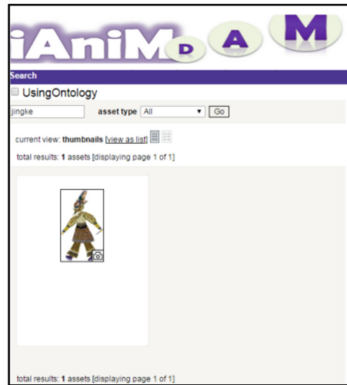 iAniM D A M
Search
UsingOntology
jingke asset type All Go
current view: thumbnails [view as list]
total results: 1 assets [displaying page 1 of 1]
total results: 1 assets [displaying page 1 of 1]